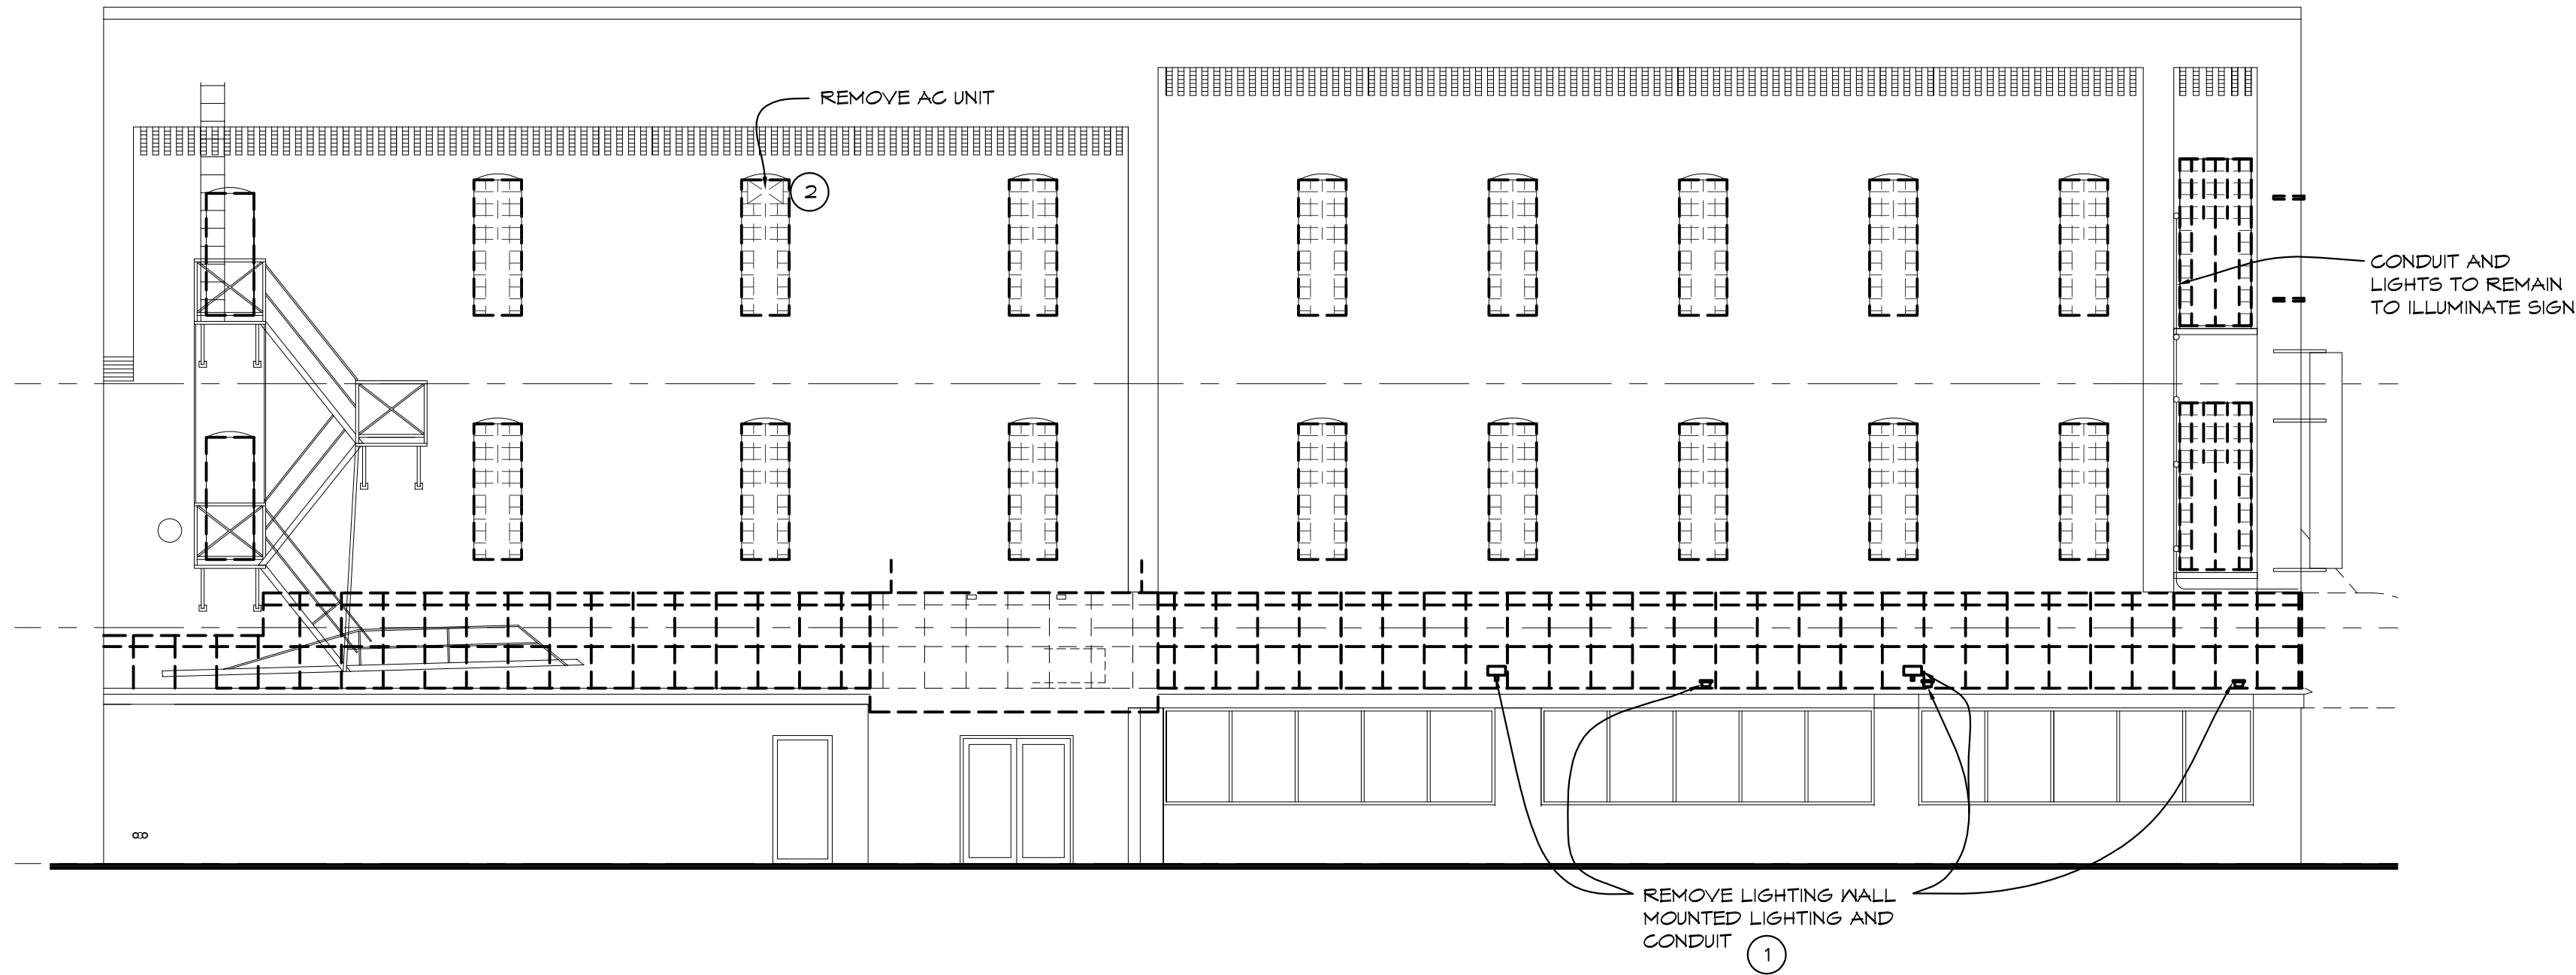 REMOVE AC UNIT
2
CONDUIT AND
LIGHTS TO REMAIN
TO ILLUMINATE SIGN
REMOVE LIGHTING WALL
MOUNTED LIGHTING AND
CONDUIT
1